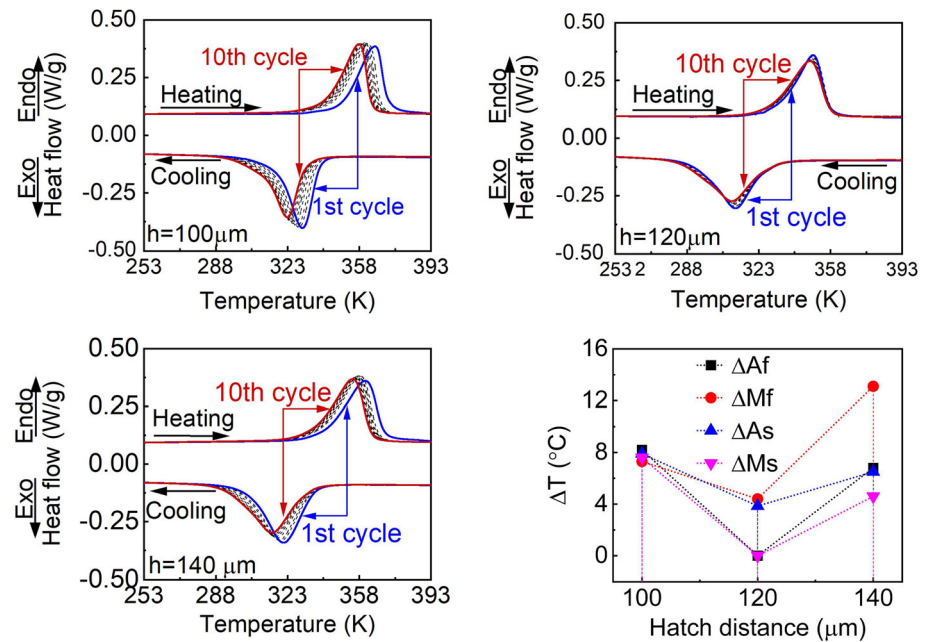 0.50
0.25
0.00
-0.25
-0.50
Endo
Exo
Heat flow (W/g)
10th cycle
Heating
Cooling
1st cycle
h=100μm
253 288 323 358 393
Temperature (K)
0.50
0.25
0.00
-0.25
-0.50
Endo
Exo
Heat flow (W/g)
10th cycle
Heating
Cooling
1st cycle
h=120μm
253 2 288 323 358 393
Temperature (K)
0.50
0.25
0.00
-0.25
-0.50
Endo
Exo
Heat flow (W/g)
10th cycle
Heating
Cooling
1st cycle
h=140 μm
253 288 323 358 393
Temperature (K)
16
12
8
4
0
ΔT (°C)
ΔAf
ΔMf
ΔAs
ΔMs
100 120 140
Hatch distance (μm)